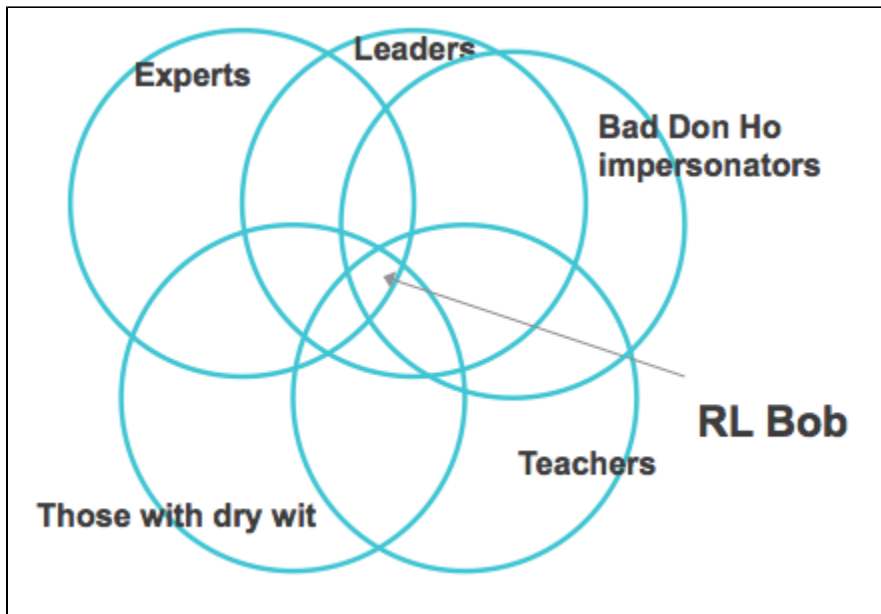 Leaders
Experts
Bad Don Ho
impersonators
RL Bob
Teachers
Those with dry wit